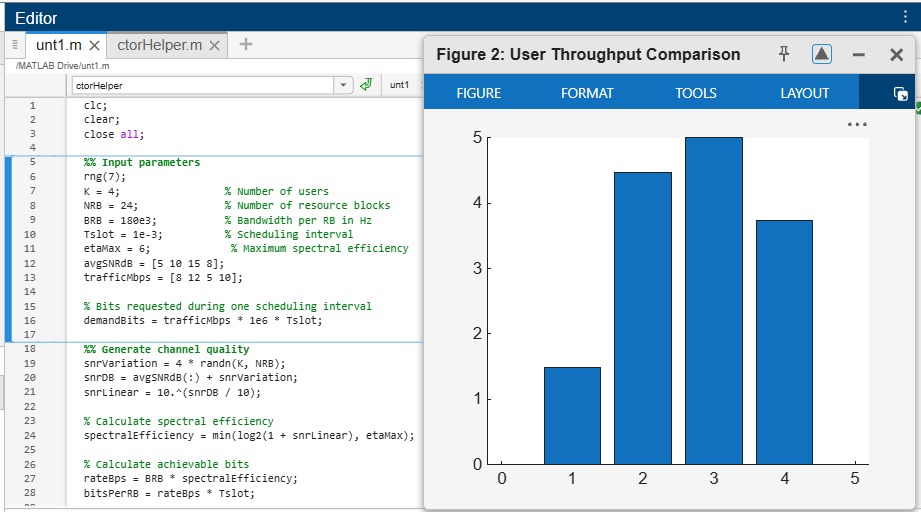 Editor
unt1.m
ctorHelper.m
/MATLAB Drive/unt1.m
ctorHelper
unt1
1 clc;
2 clear;
3 close all;
4
5 %% Input parameters
6 rng(7);
7 K = 4; % Number of users
8 NRB = 24; % Number of resource blocks
9 BRB = 180e3; % Bandwidth per RB in Hz
10 Tslot = 1e-3; % Scheduling interval
11 etaMax = 6; % Maximum spectral efficiency
12 avgSNRdB = [5 10 15 8];
13 trafficMbps = [8 12 5 10];
14
15 % Bits requested during one scheduling interval
16 demandBits = trafficMbps * 1e6 * Tslot;
17
18 %% Generate channel quality
19 snrVariation = 4 * randn(K, NRB);
20 snrDB = avgSNRdB(:) + snrVariation;
21 snrLinear = 10.^(snrDB / 10);
22
23 % Calculate spectral efficiency
24 spectralEfficiency = min(log2(1 + snrLinear), etaMax);
25
26 % Calculate achievable bits
27 rateBps = BRB * spectralEfficiency;
28 bitsPerRB = rateBps * Tslot;
Figure 2: User Throughput Comparison
FIGURE FORMAT TOOLS LAYOUT
5
4
3
2
1
0
0 1 2 3 4 5